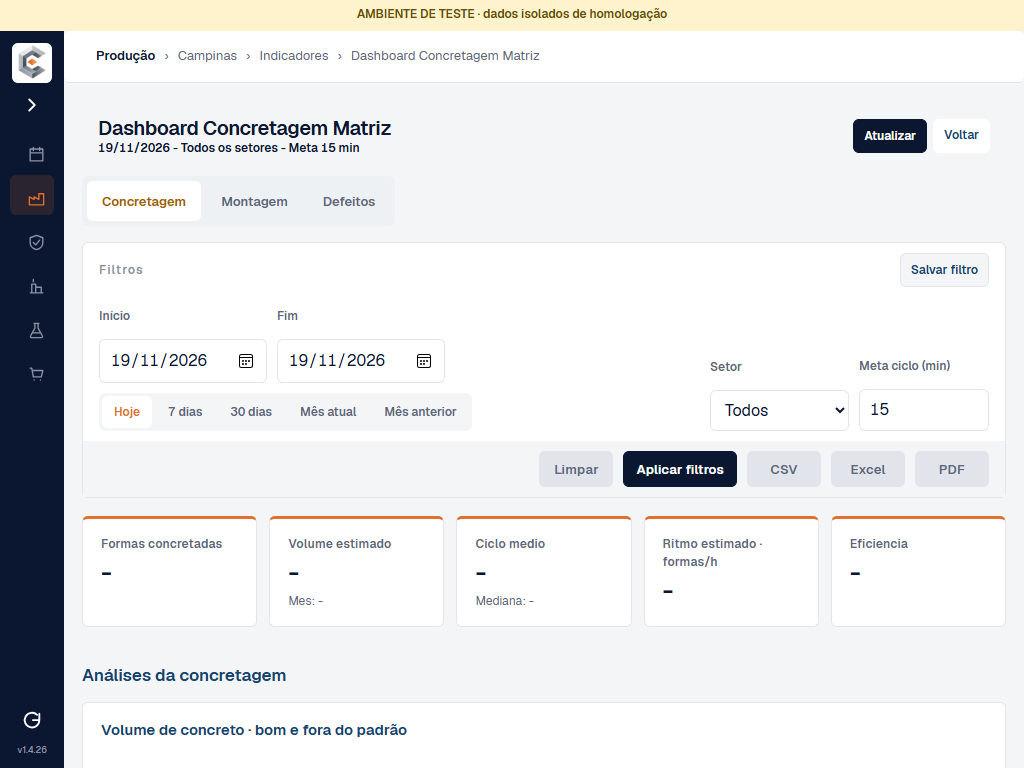 AMBIENTE DE TESTE · dados isolados de homologação
Produção › Campinas › Indicadores › Dashboard Concretagem Matriz
Dashboard Concretagem Matriz
19/11/2026 - Todos os setores - Meta 15 min
Atualizar
Voltar
Concretagem
Montagem
Defeitos
Filtros
Salvar filtro
Início
Fim
19/11/2026
19/11/2026
Hoje
7 dias
30 dias
Mês atual
Mês anterior
Setor
Todos
Meta ciclo (min)
15
Limpar
Aplicar filtros
CSV
Excel
PDF
Formas concretadas
–
Volume estimado
–
Mes: -
Ciclo medio
–
Mediana: -
Ritmo estimado ·
formas/h
–
Eficiencia
–
Análises da concretagem
Volume de concreto · bom e fora do padrão
v1.4.26